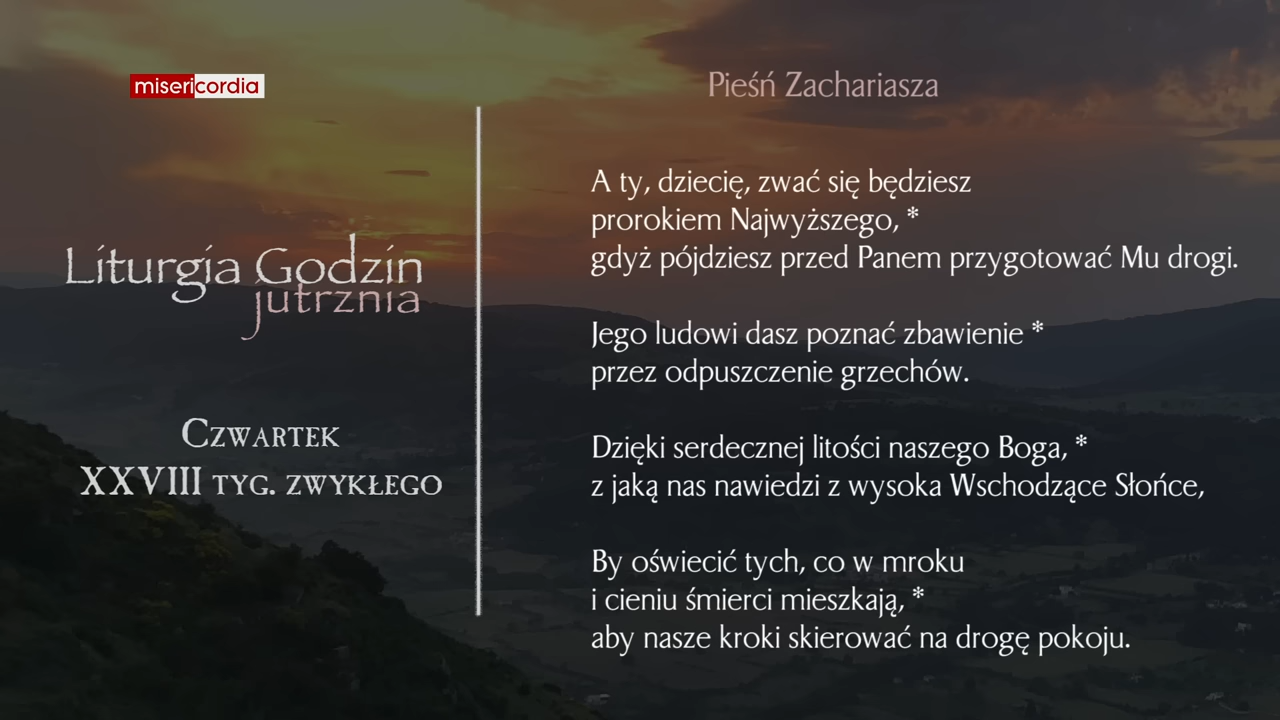 misericordia
Liturgia Godzin
jutrznia
Czwartek
XXVIII tyg. zwykłego
Pieśń Zachariasza
A ty, dziecię, zwać się będziesz
prorokiem Najwyższego, *
gdyż pójdziesz przed Panem przygotować Mu drogi.
Jego ludowi dasz poznać zbawienie *
przez odpuszczenie grzechów.
Dzięki serdecznej litości naszego Boga, *
z jaką nas nawiedzi z wysoka Wschodzące Słońce,
By oświecić tych, co w mroku
i cieniu śmierci mieszkają, *
aby nasze kroki skierować na drogę pokoju.